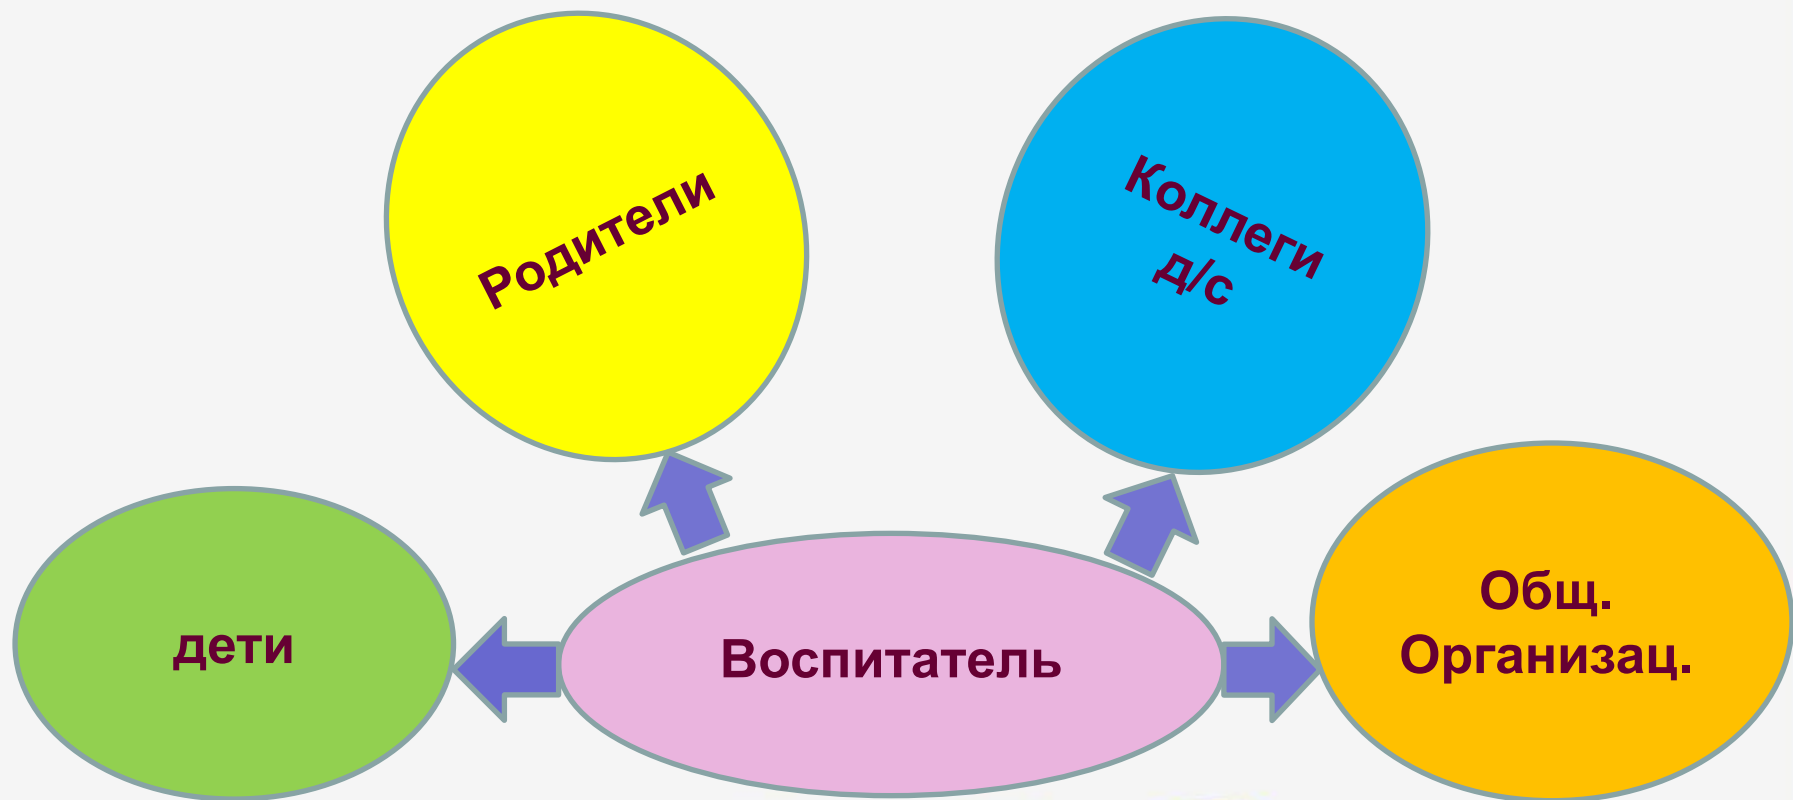 Родители
Коллеги
д/с
дети
Воспитатель
Общ.
Организац.